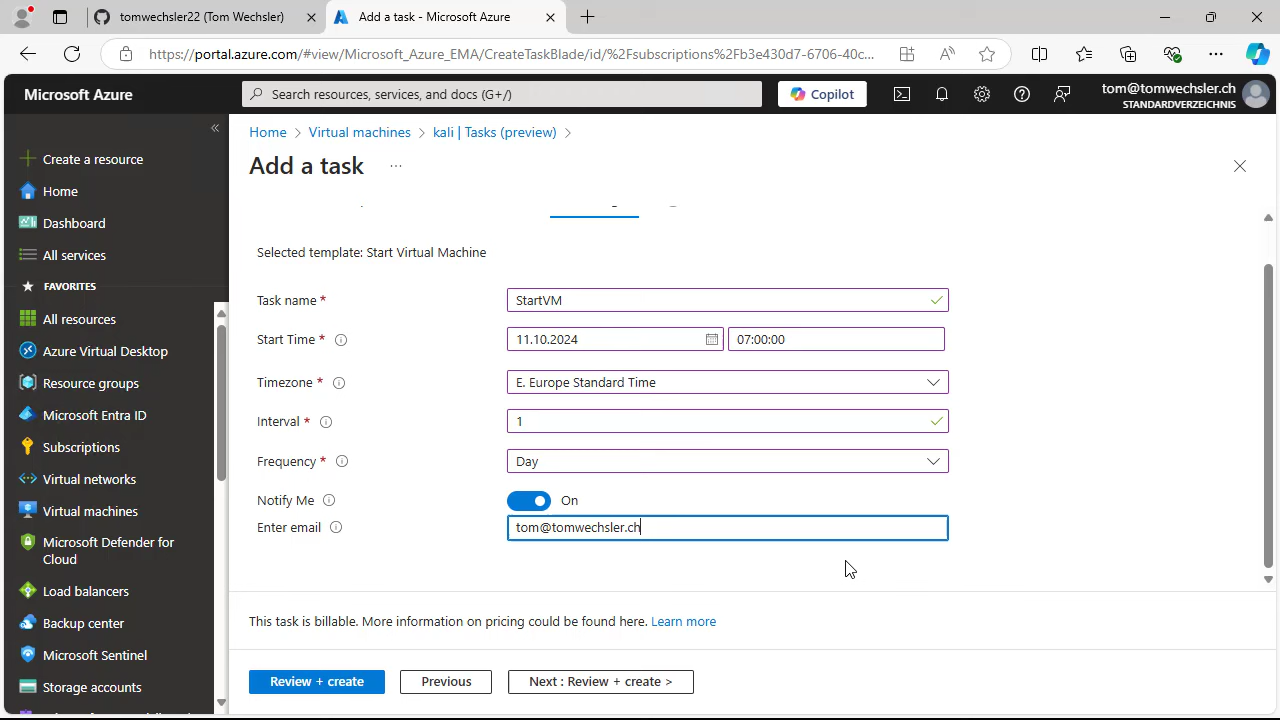 tomwechsler22 (Tom Wechsler)
Add a task - Microsoft Azure
https://portal.azure.com/#view/Microsoft_Azure_EMA/CreateTaskBlade/id/%2Fsubscriptions%2Fb3e430d7-6706-40c...
Microsoft Azure
Search resources, services, and docs (G+/)
Copilot
tom@tomwechsler.ch
STANDARDVERZEICHNIS
Create a resource
Home
Dashboard
All services
FAVORITES
All resources
Azure Virtual Desktop
Resource groups
Microsoft Entra ID
Subscriptions
Virtual networks
Virtual machines
Microsoft Defender for
Cloud
Load balancers
Backup center
Microsoft Sentinel
Storage accounts
Home > Virtual machines > kali | Tasks (preview) >
Add a task ...
Selected template: Start Virtual Machine
Task name * StartVM
Start Time * 11.10.2024 07:00:00
Timezone * E. Europe Standard Time
Interval * 1
Frequency * Day
Notify Me On
Enter email tom@tomwechsler.ch
This task is billable. More information on pricing could be found here. Learn more
Review + create
Previous
Next : Review + create >